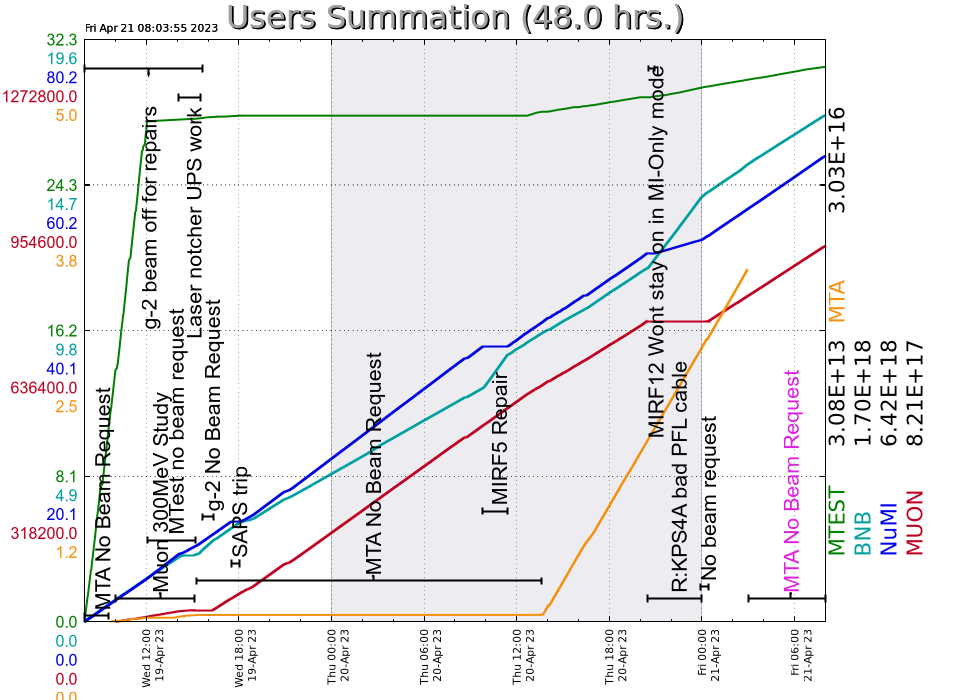 Users Summation (48.0 hrs.)
Fri Apr 21 08:03:55 2023
32.3
19.6
80.2
1272800.0
5.0
24.3
14.7
60.2
954600.0
3.8
16.2
9.8
40.1
636400.0
2.5
8.1
4.9
20.1
318200.0
1.2
0.0
0.0
0.0
0.0
0.0
MTA No Beam Request
g-2 beam off for repairs
Muon 300MeV Study
MTest no beam request
Laser notcher UPS work
g-2 No Beam Request
SAPS trip
MTA No Beam Request
MIRF5 Repair
MIRF12 Wont stay on in MI-Only mode
R:KPS4A bad PFL cable
No beam request
MTA No Beam Request
Wed 12:00
19-Apr 23
Wed 18:00
19-Apr 23
Thu 00:00
20-Apr 23
Thu 06:00
20-Apr 23
Thu 12:00
20-Apr 23
Thu 18:00
20-Apr 23
Fri 00:00
21-Apr 23
Fri 06:00
21-Apr 23
MTEST 3.08E+13 MTA 3.03E+16
BNB 1.70E+18
NuMI 6.42E+18
MUON 8.21E+17